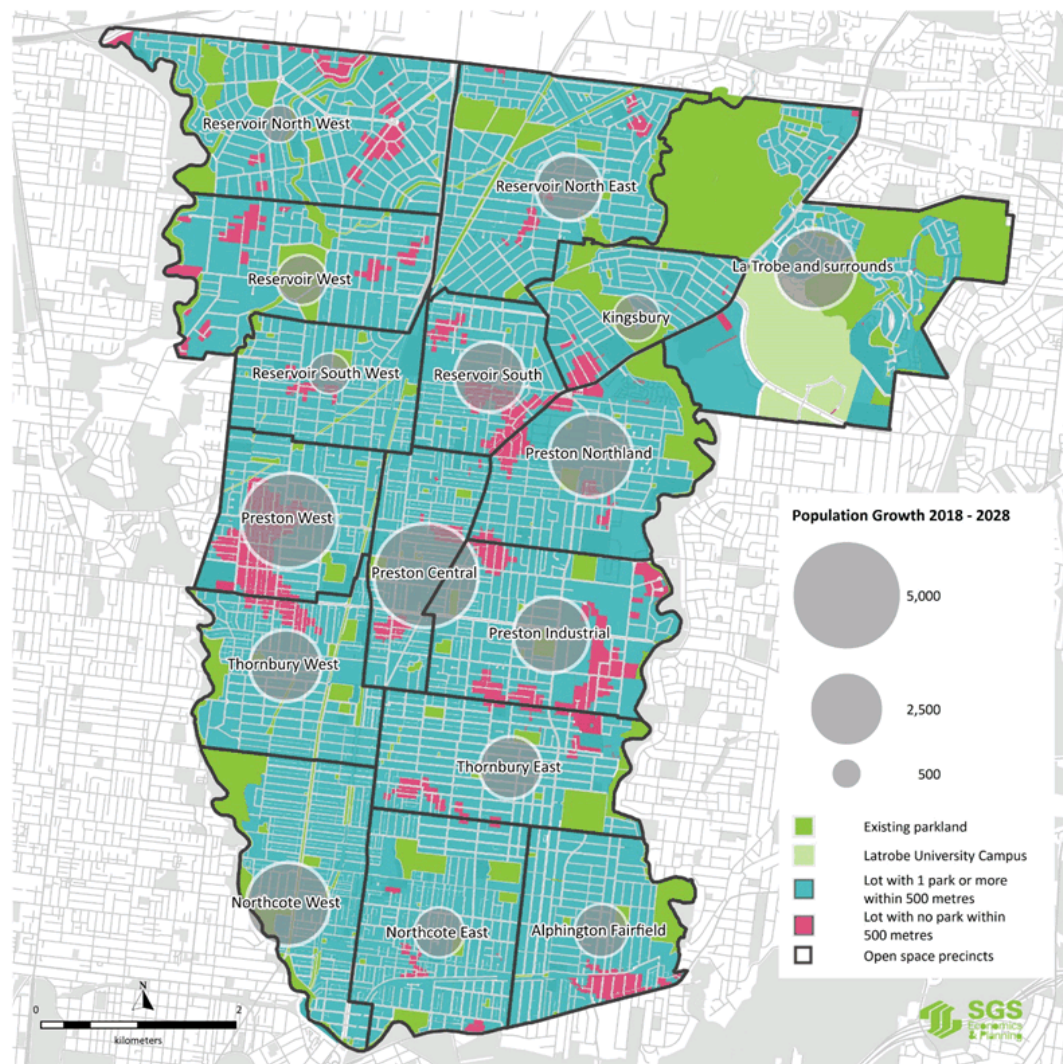 Reservoir North West
Reservoir North East
La Trobe and surrounds
Reservoir West
Kingsbury
Reservoir South West
Reservoir South
Preston Northland
Preston West
Preston Central
Preston Industrial
Thornbury West
Thornbury East
Northcote West
Northcote East
Alphington Fairfield
Population Growth 2018 - 2028
5,000
2,500
500
Existing parkland
Latrobe University Campus
Lot with 1 park or more
within 500 metres
Lot with no park within
500 metres
Open space precincts
N
0 2
kilometers
SGS
Economics
& Planning